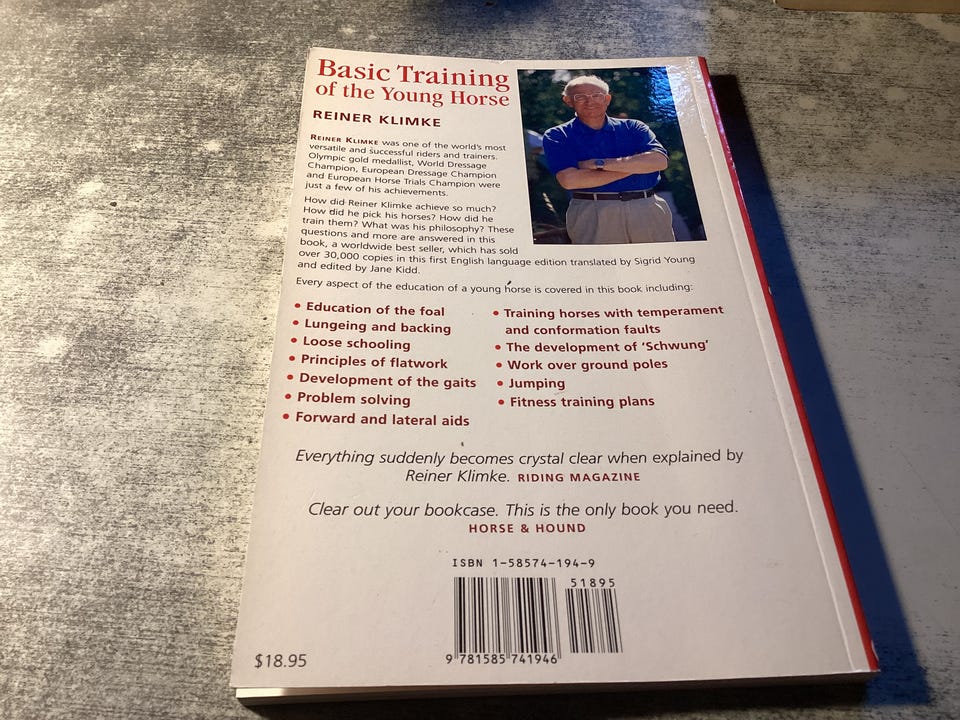 Basic Training
of the Young Horse
REINER KLIMKE
REINER KLIMKE was one of the world's most
versatile and successful riders and trainers.
Olympic gold medallist, World Dressage
Champion, European Dressage Champion
and European Horse Trials Champion were
just a few of his achievements.
How did Reiner Klimke achieve so much?
How did he pick his horses? How did he
train them? What was his philosophy? These
questions and more are answered in this
book, a worldwide best seller, which has sold
over 30,000 copies in this first English language edition translated by Sigrid Young
and edited by Jane Kidd.
Every aspect of the education of a young horse is covered in this book including:
• Education of the foal
• Lungeing and backing
• Loose schooling
• Principles of flatwork
• Development of the gaits
• Problem solving
• Forward and lateral aids
• Training horses with temperament
and conformation faults
• The development of 'Schwung'
• Work over ground poles
• Jumping
• Fitness training plans
Everything suddenly becomes crystal clear when explained by
Reiner Klimke. RIDING MAGAZINE
Clear out your bookcase. This is the only book you need.
HORSE & HOUND
ISBN 1-58574-194-9
51895
9 781585 741946
$18.95